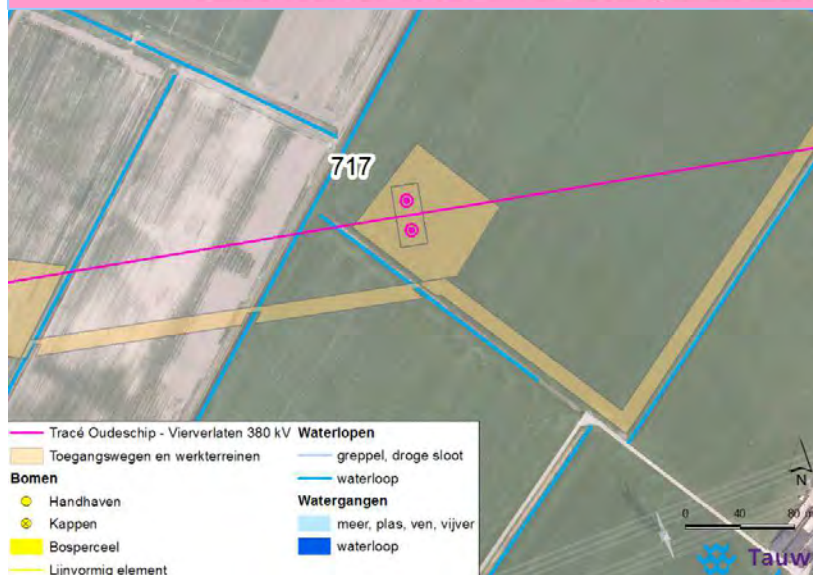 717
Tracé Oudeschip - Vierverlaten 380 kV
Toegangswegen en werkterreinen
Bomen
Handhaven
Kappen
Bosperceel
Lijnvormig element
Waterlopen
greppel, droge sloot
waterloop
Watergangen
meer, plas, ven, vijver
waterloop
N
0 40 80
Tauw